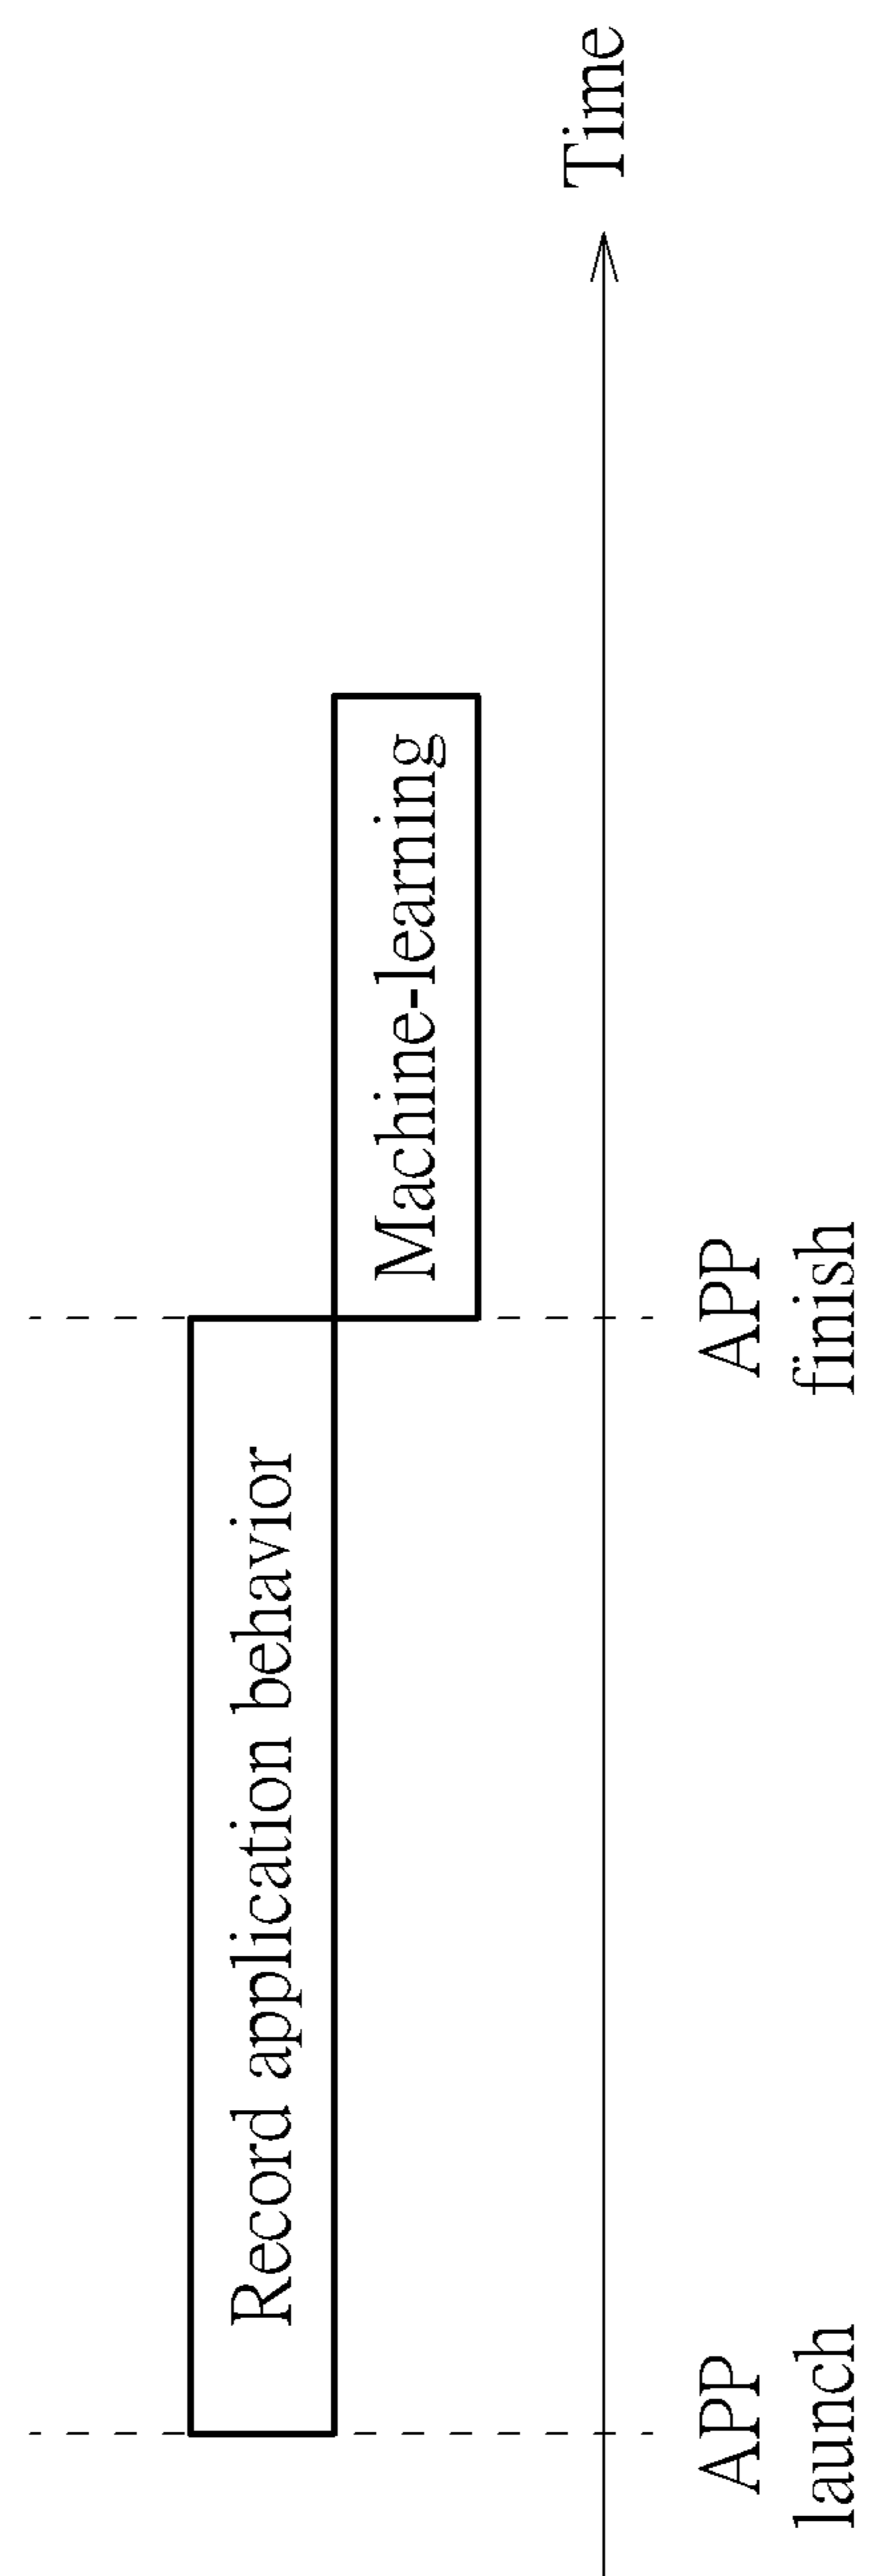 Record application behavior
Machine-learning
Time
APP
launch
APP
finish